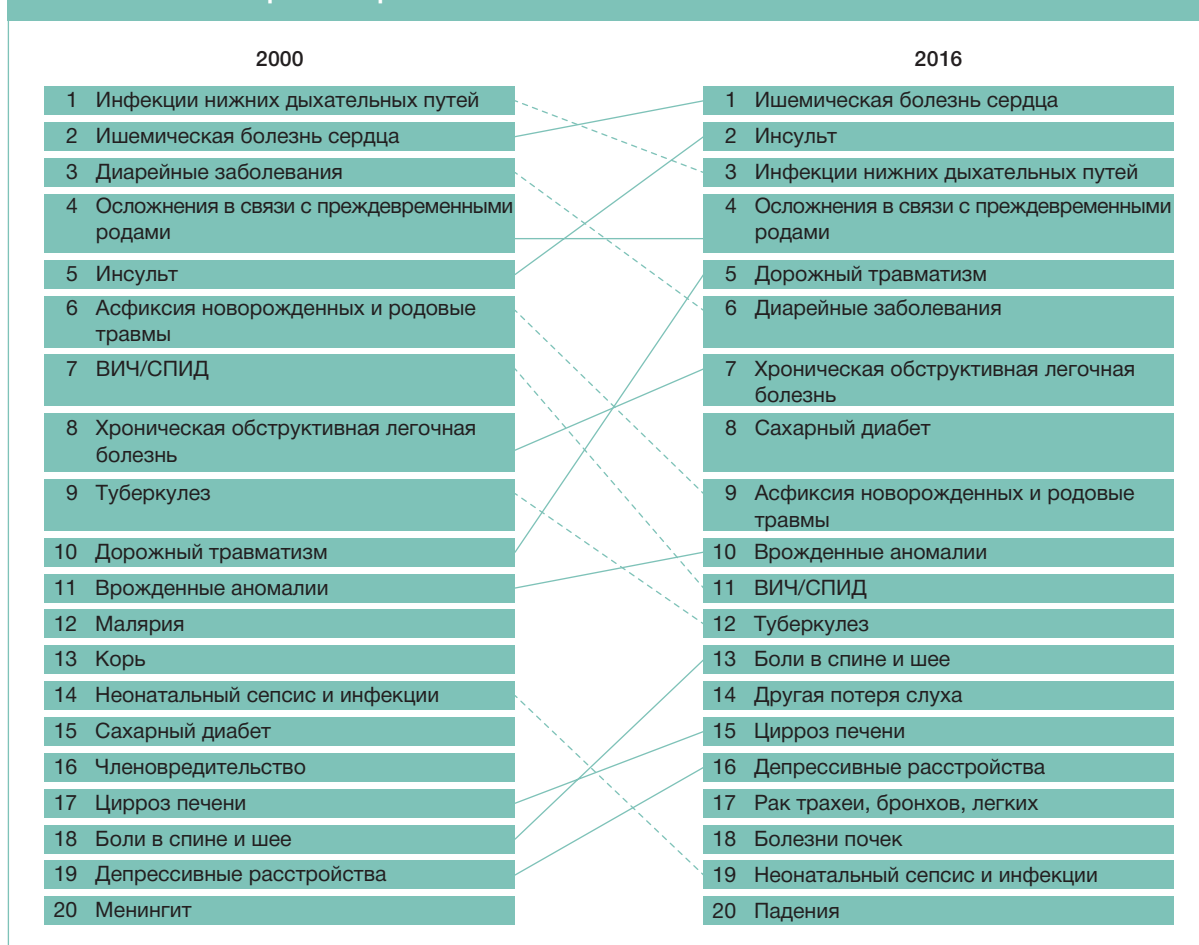 2000
1 Инфекции нижних дыхательных путей
2 Ишемическая болезнь сердца
3 Диарейные заболевания
4 Осложнения в связи с преждевременными
родами
5 Инсульт
6 Асфиксия новорожденных и родовые
травмы
7 ВИЧ/СПИД
8 Хроническая обструктивная легочная
болезнь
9 Туберкулез
10 Дорожный травматизм
11 Врожденные аномалии
12 Малярия
13 Корь
14 Неонатальный сепсис и инфекции
15 Сахарный диабет
16 Членовредительство
17 Цирроз печени
18 Боли в спине и шее
19 Депрессивные расстройства
20 Менингит
2016
1 Ишемическая болезнь сердца
2 Инсульт
3 Инфекции нижних дыхательных путей
4 Осложнения в связи с преждевременными
родами
5 Дорожный травматизм
6 Диарейные заболевания
7 Хроническая обструктивная легочная
болезнь
8 Сахарный диабет
9 Асфиксия новорожденных и родовые
травмы
10 Врожденные аномалии
11 ВИЧ/СПИД
12 Туберкулез
13 Боли в спине и шее
14 Другая потеря слуха
15 Цирроз печени
16 Депрессивные расстройства
17 Рак трахеи, бронхов, легких
18 Болезни почек
19 Неонатальный сепсис и инфекции
20 Падения